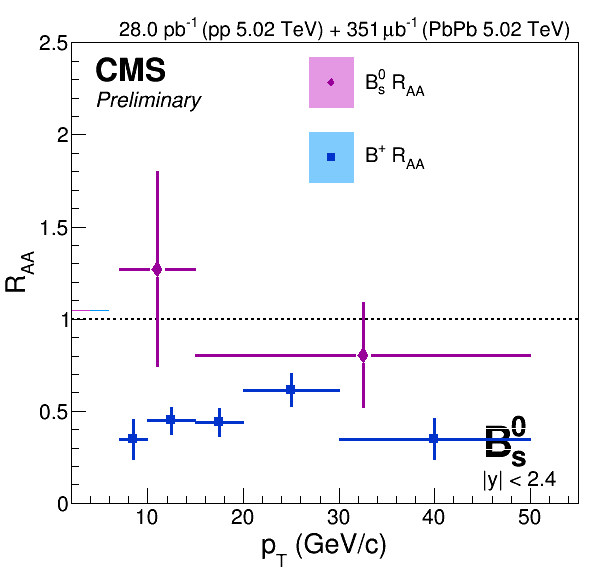 28.0 pb⁻¹ (pp 5.02 TeV) + 351 μb⁻¹ (PbPb 5.02 TeV)
CMS
Preliminary
B⁰ₛ R_AA
B⁺ R_AA
R_AA
2.5
2
1.5
1
0.5
0
B⁰ₛ
|y| < 2.4
10 20 30 40 50
p_T (GeV/c)